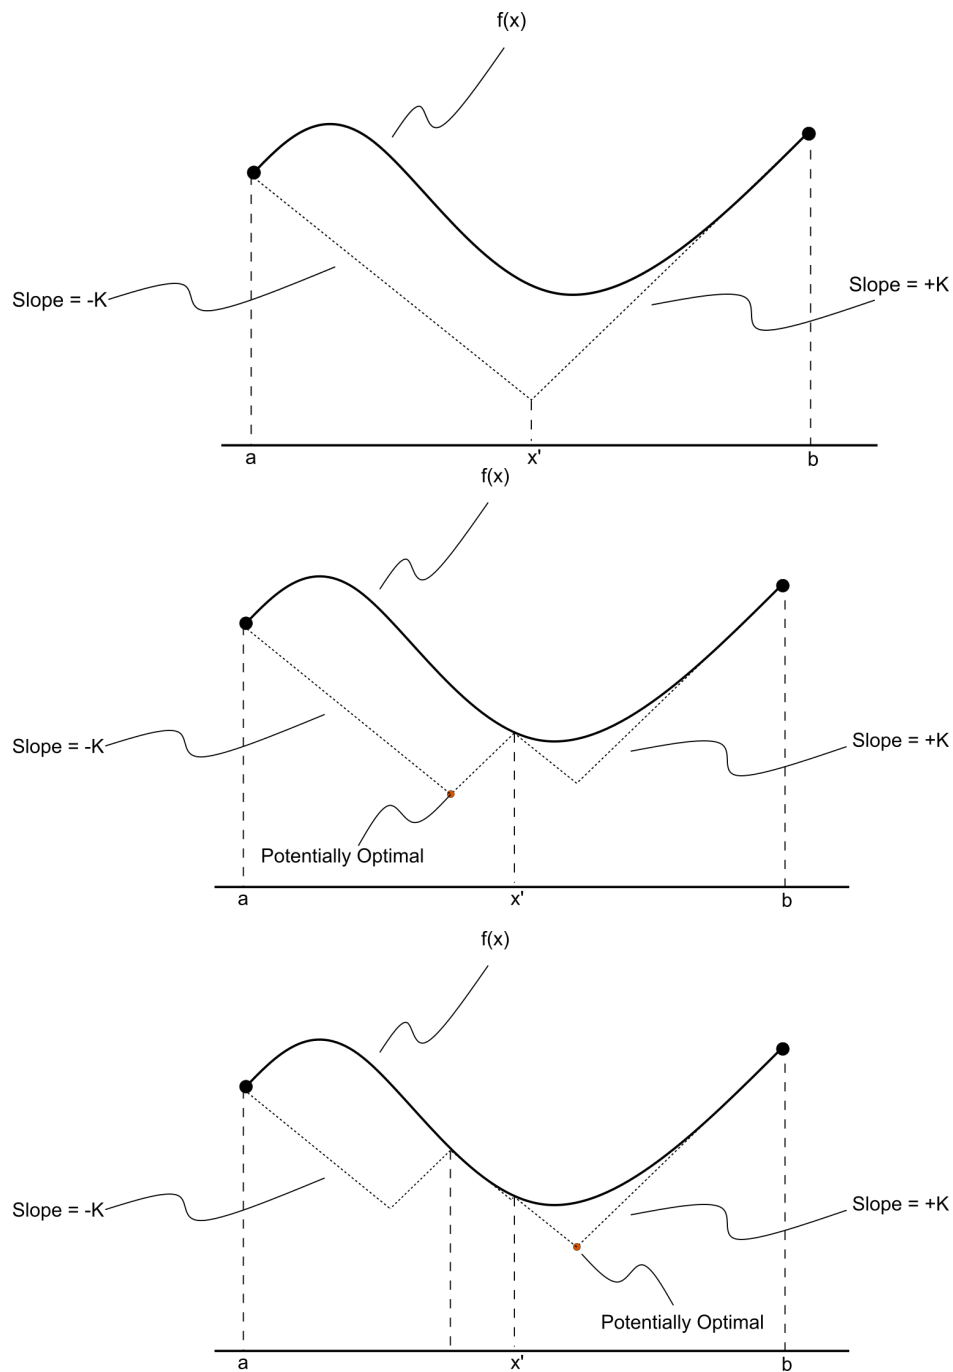 f(x)
Slope = -K
Slope = +K
a
x'
b
f(x)
Slope = -K
Slope = +K
Potentially Optimal
a
x'
b
f(x)
Slope = -K
Slope = +K
Potentially Optimal
a
x'
b